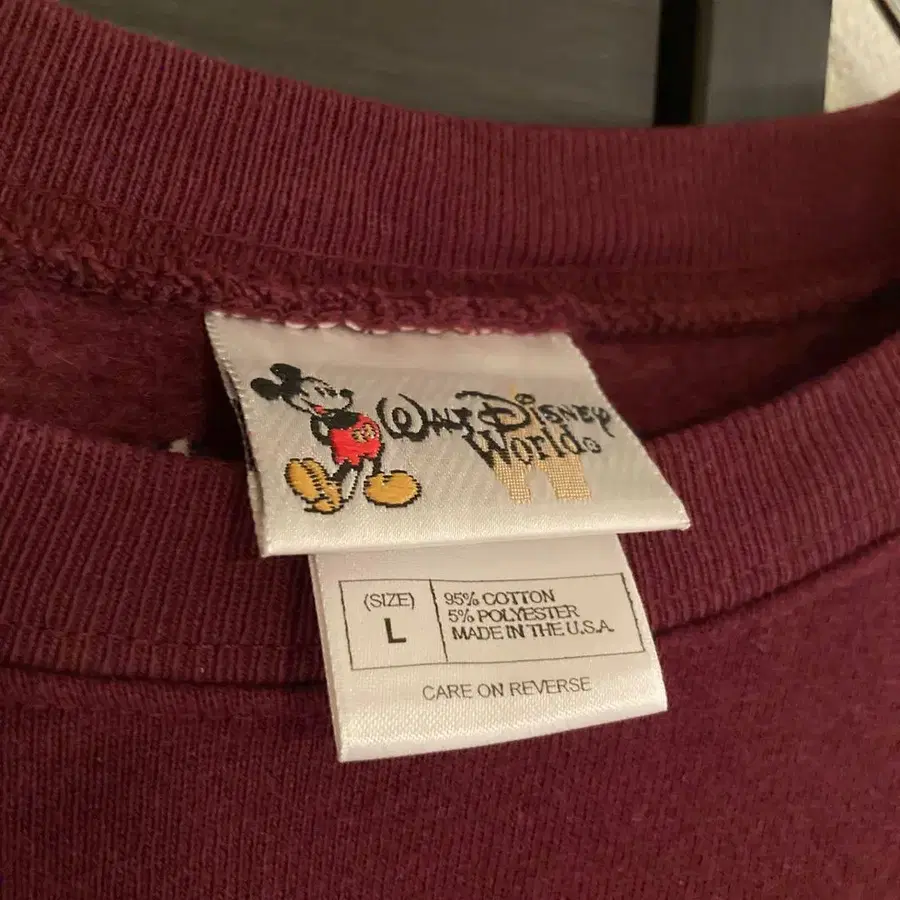 WALT DISNEY
World®
(SIZE)
L
95% COTTON
5% POLYESTER
MADE IN THE U.S.A.
CARE ON REVERSE